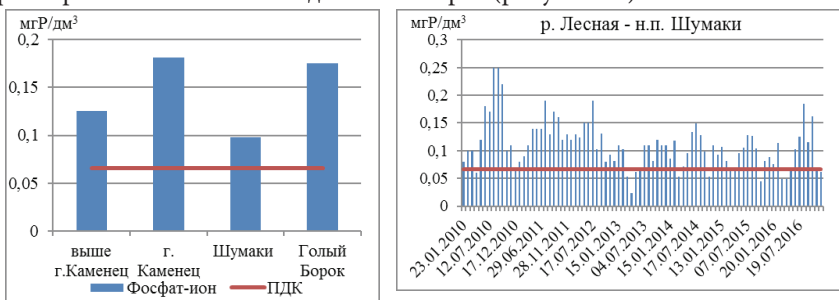 мгР/дм³
0,2
0,15
0,1
0,05
0
выше г.Каменец
г. Каменец
Шумаки
Голый Борок
Фосфат-ион
ПДК
мгР/дм³
р. Лесная - н.п. Шумаки
0,3
0,25
0,2
0,15
0,1
0,05
0
23.01.2010
12.07.2010
17.12.2010
29.06.2011
28.11.2011
17.07.2012
15.01.2013
04.07.2013
15.01.2014
17.07.2014
13.01.2015
07.07.2015
20.01.2016
19.07.2016